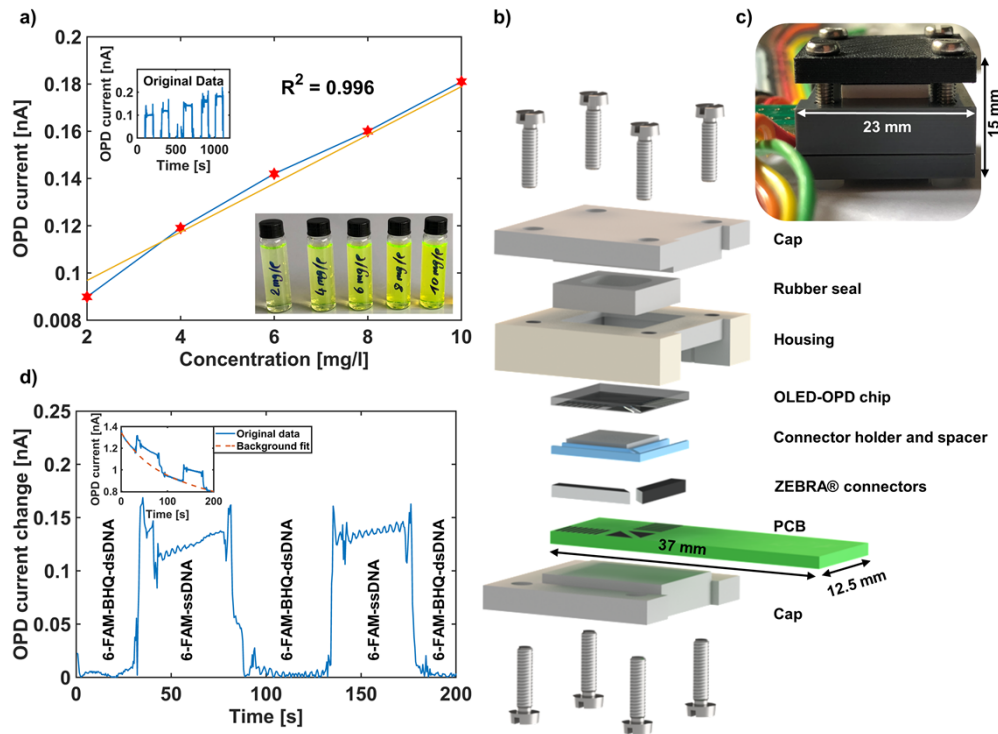 a)
OPD current [nA]
0.2
0.18
0.16
0.14
0.12
0.1
0.008
2
4
6
8
10
Concentration [mg/l]
R² = 0.996
Original Data
OPD current [nA]
0.2
0.1
0
0
500
1000
Time [s]
2mg/l
4mg/l
6mg/l
8mg/l
10mg/l
b)
Cap
Rubber seal
Housing
OLED-OPD chip
Connector holder and spacer
ZEBRA® connectors
PCB
37 mm
12.5 mm
Cap
c)
23 mm
15 mm
d)
OPD current change [nA]
0.25
0.2
0.15
0.1
0.05
0
0
50
100
150
200
Time [s]
6-FAM-BHQ-dsDNA
6-FAM-ssDNA
6-FAM-BHQ-dsDNA
6-FAM-ssDNA
6-FAM-BHQ-dsDNA
OPD current [nA]
1.4
1.2
1
0.8
0
100
200
Time [s]
Original data
Background fit